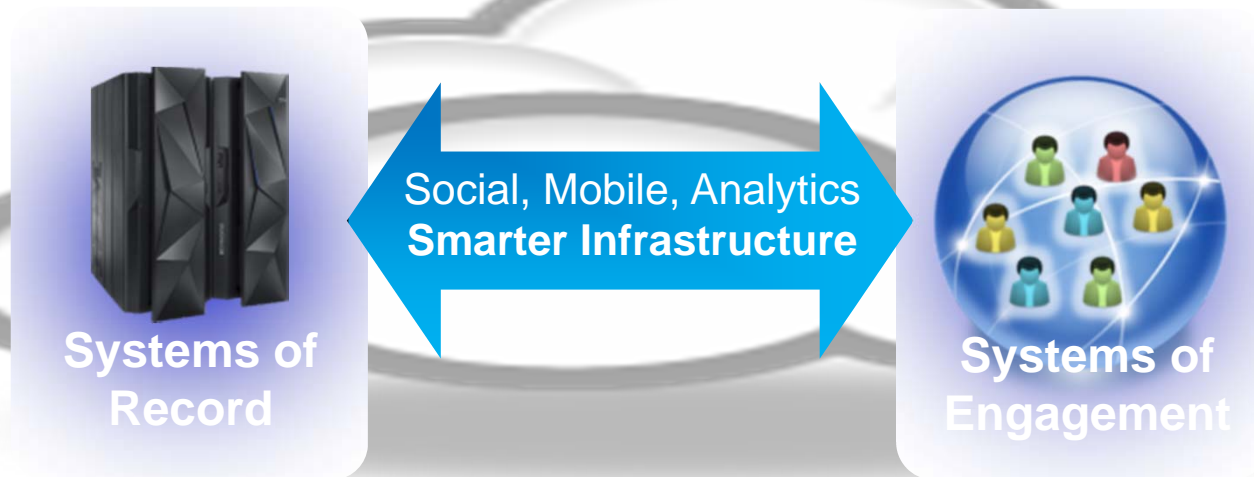 Social, Mobile, Analytics
Smarter Infrastructure
Systems of
Record
Systems of
Engagement